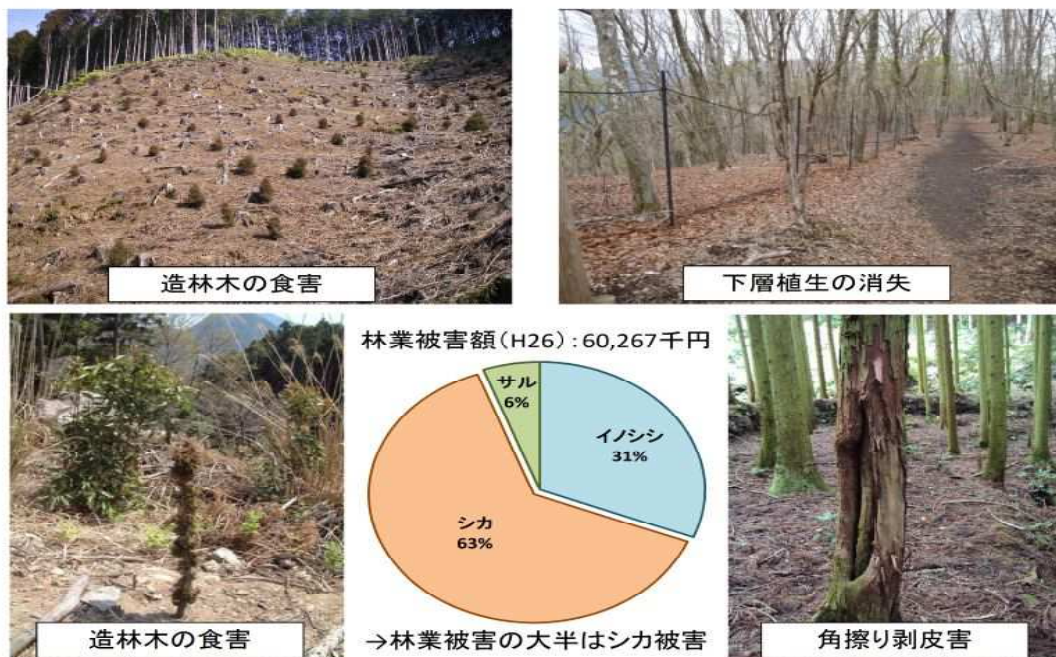 造林木の食害
下層植生の消失
林業被害額(H26):60,267千円
サル
6%
イノシシ
31%
シカ
63%
→林業被害の大半はシカ被害
造林木の食害
角擦り剥皮害